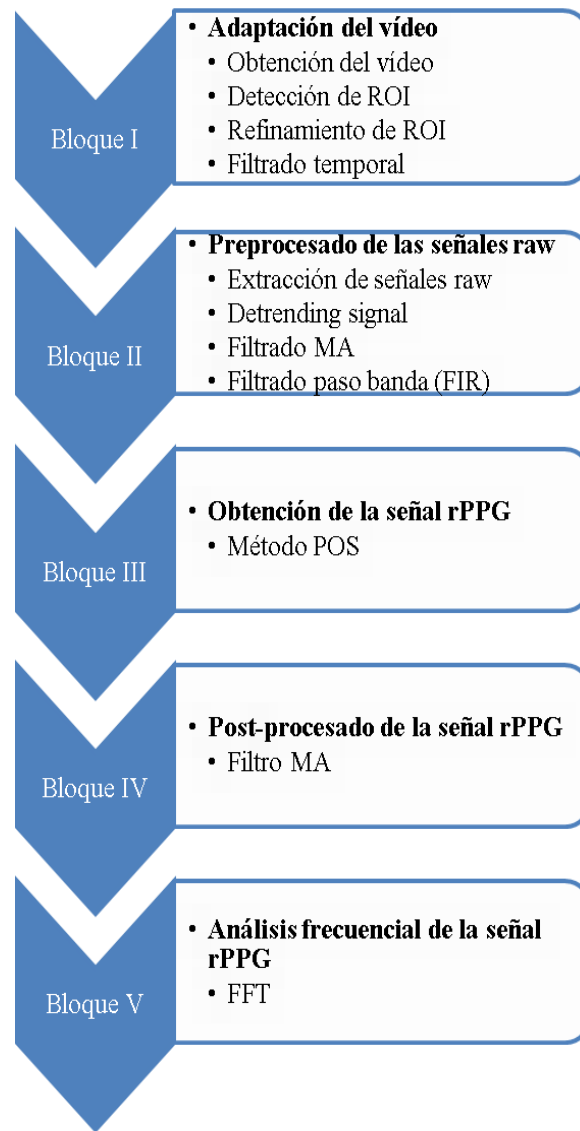 Bloque I
• Adaptación del vídeo
• Obtención del vídeo
• Detección de ROI
• Refinamiento de ROI
• Filtrado temporal
Bloque II
• Preprocesado de las señales raw
• Extracción de señales raw
• Detrending signal
• Filtrado MA
• Filtrado paso banda (FIR)
Bloque III
• Obtención de la señal rPPG
• Método POS
Bloque IV
• Post-procesado de la señal rPPG
• Filtro MA
Bloque V
• Análisis frecuencial de la señal
rPPG
• FFT